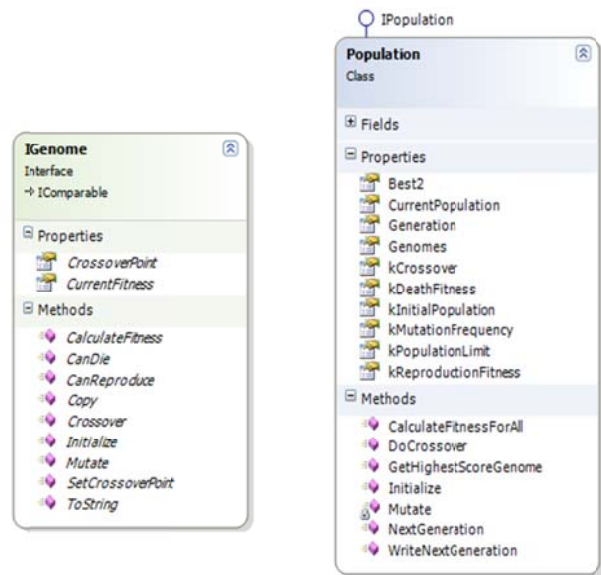 IGenome
Interface
IComparable
Properties
CrossoverPoint
CurrentFitness
Methods
CalculateFitness
CanDie
CanReproduce
Copy
Crossover
Initialize
Mutate
SetCrossoverPoint
ToString
IPopulation
Population
Class
Fields
Properties
Best2
CurrentPopulation
Generation
Genomes
kCrossover
kDeathFitness
kInitialPopulation
kMutationFrequency
kPopulationLimit
kReproductionFitness
Methods
CalculateFitnessForAll
DoCrossover
GetHighestScoreGenome
Initialize
Mutate
NextGeneration
WriteNextGeneration